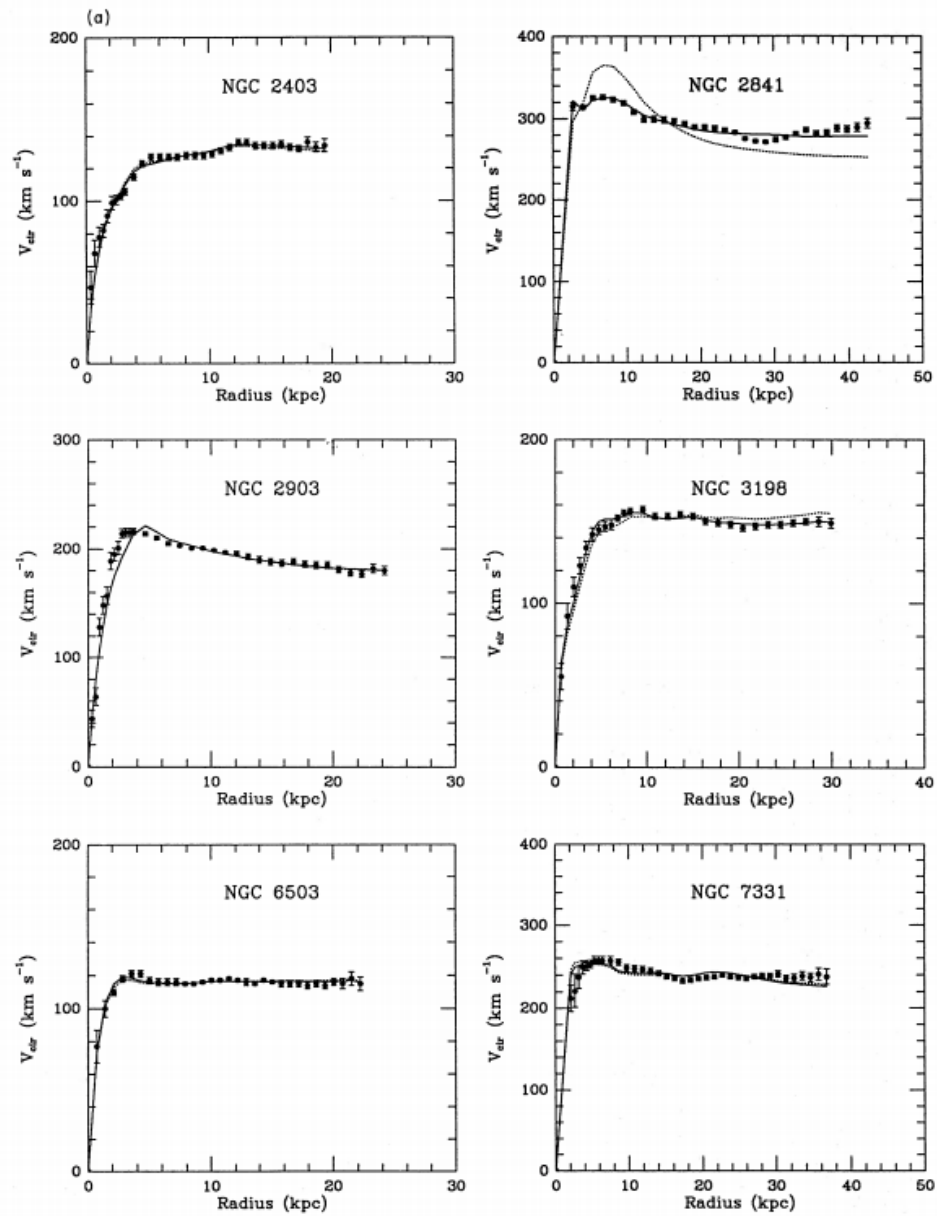 (a)
200
NGC 2403
100
0
V_cir (km s⁻¹)
0 10 20 30
Radius (kpc)
400
NGC 2841
300
200
100
0
V_cir (km s⁻¹)
0 10 20 30 40 50
Radius (kpc)
300
NGC 2903
200
100
0
V_cir (km s⁻¹)
0 10 20 30
Radius (kpc)
200
NGC 3198
100
0
V_cir (km s⁻¹)
0 10 20 30 40
Radius (kpc)
200
NGC 6503
100
0
V_cir (km s⁻¹)
0 10 20 30
Radius (kpc)
400
NGC 7331
300
200
100
0
V_cir (km s⁻¹)
0 10 20 30 40 50
Radius (kpc)